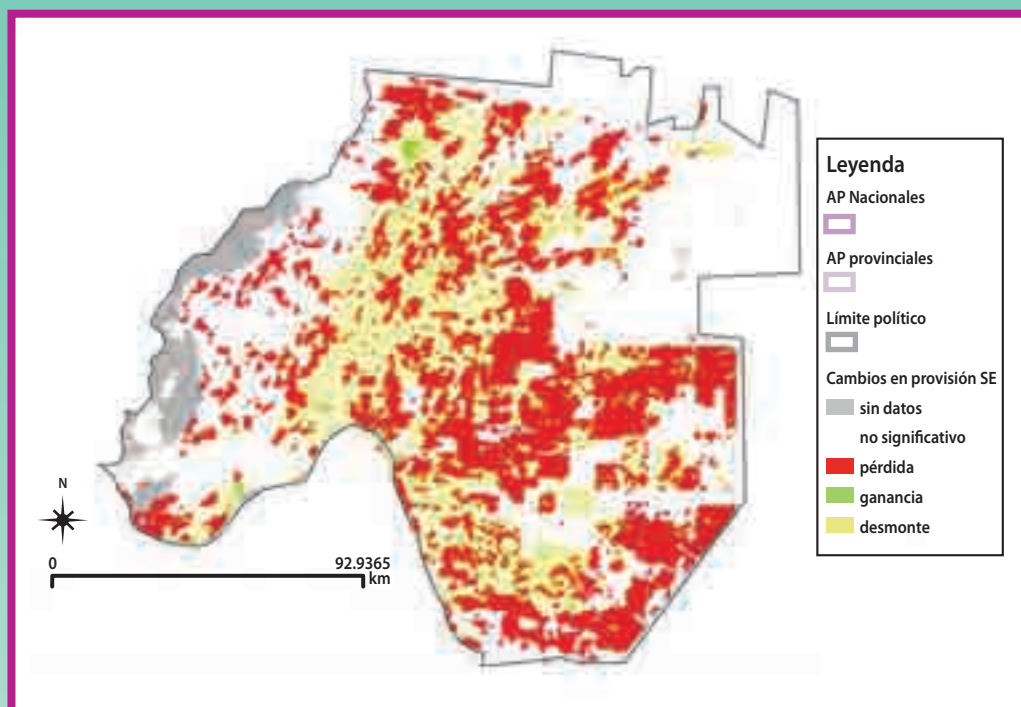 Leyenda
AP Nacionales
AP provinciales
Límite político
Cambios en provisión SE
sin datos
no significativo
pérdida
ganancia
desmonte
N
0 92.9365
km